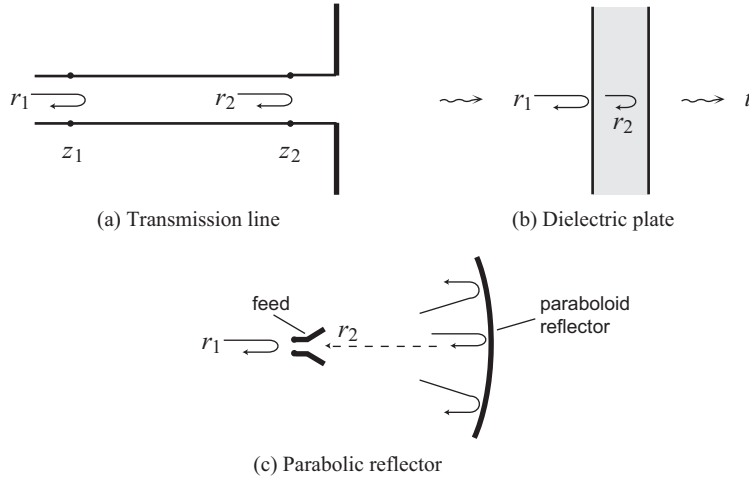 r1 r2
z1 z2
(a) Transmission line
r1 r2 t
(b) Dielectric plate
feed
paraboloid
reflector
r1 r2
(c) Parabolic reflector